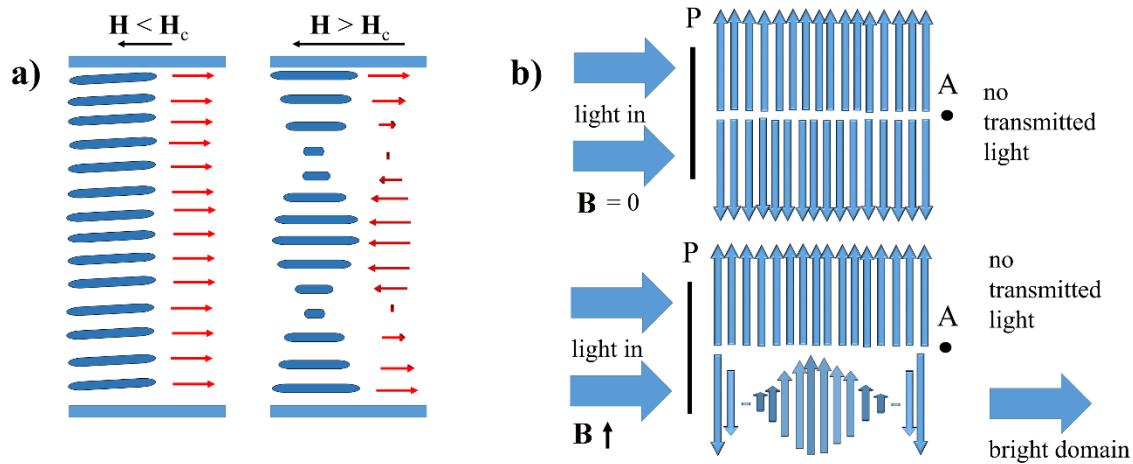 a)
H < Hc
H > Hc
b)
P
light in
B = 0
A
no
transmitted
light
P
light in
B
A
no
transmitted
light
bright domain